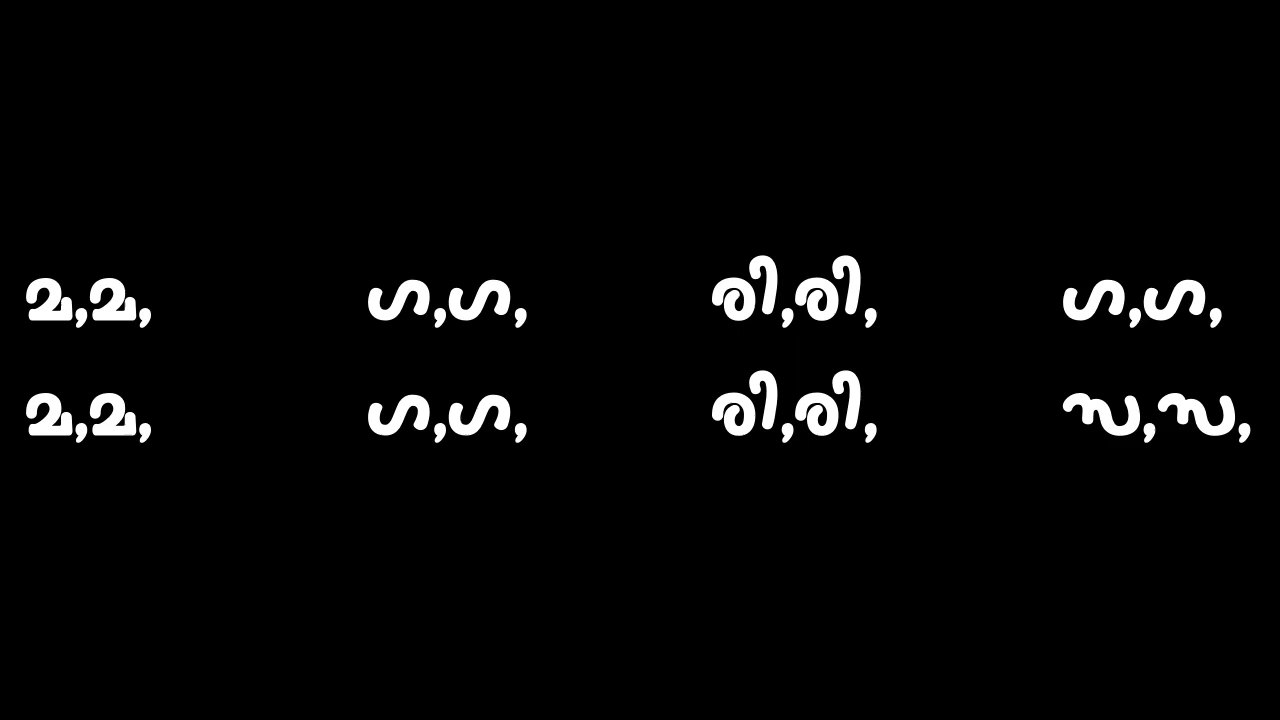 മ,മ, ഗ,ഗ, രി,രി, ഗ,ഗ,
മ,മ, ഗ,ഗ, രി,രി, സ,സ,